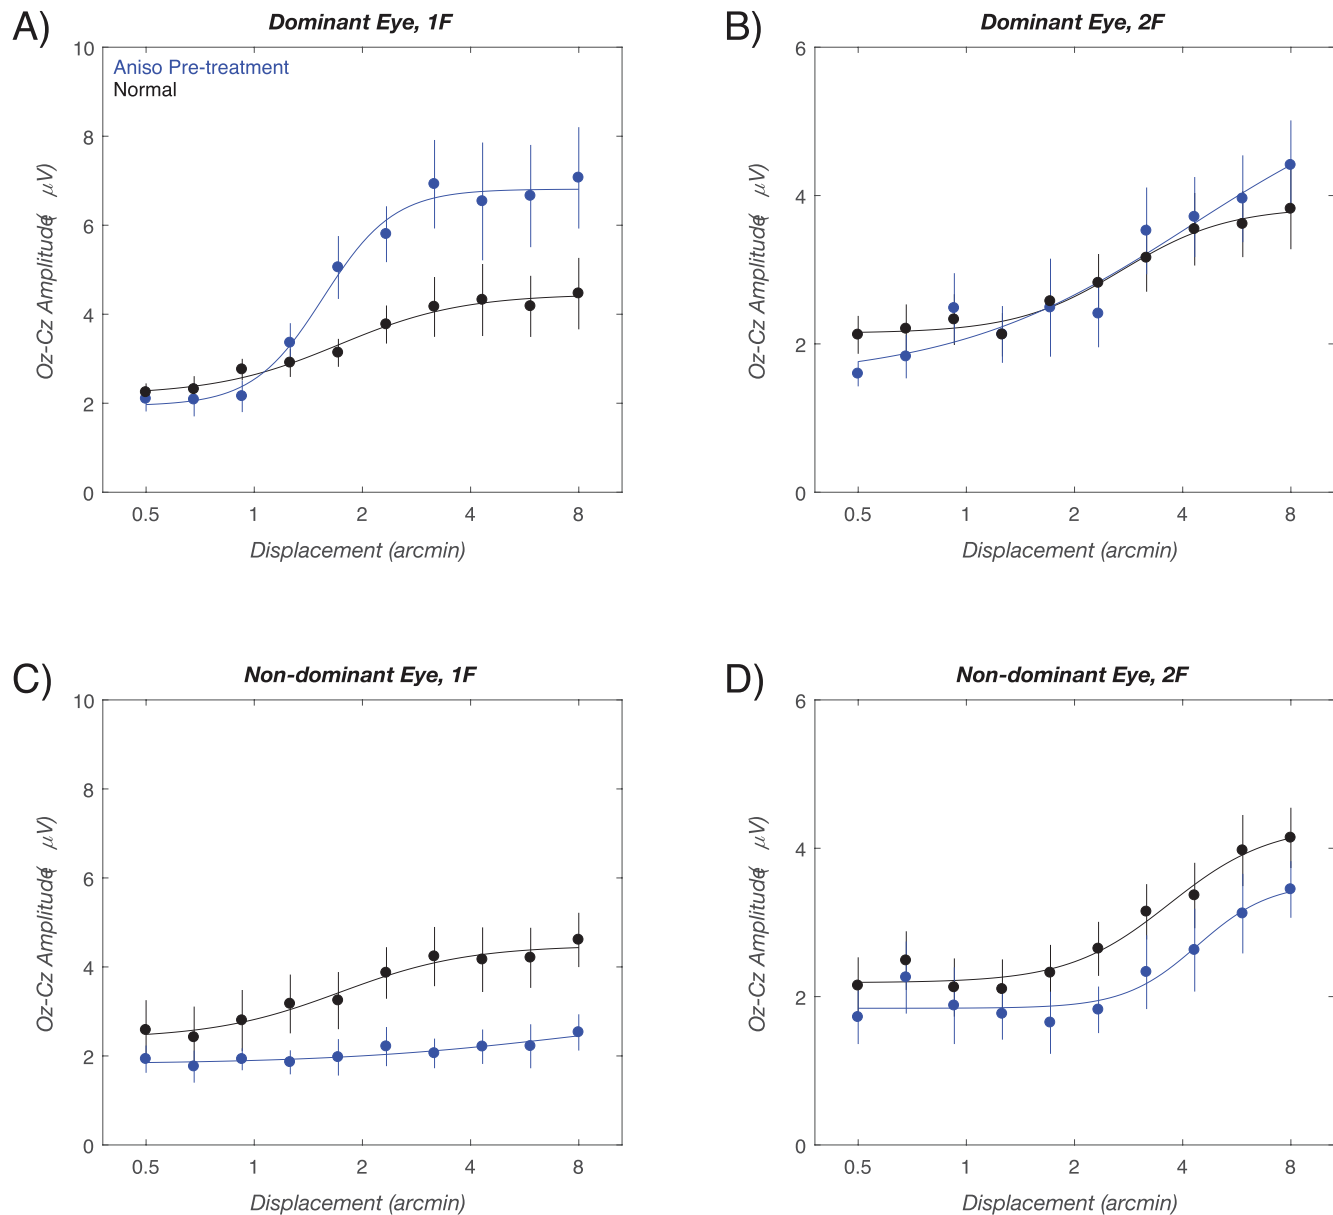 A)
Dominant Eye, 1F
Aniso Pre-treatment
Normal
10
8
6
4
2
0
Oz-Cz Amplitude( μV)
0.5 1 2 4 8
Displacement (arcmin)
B)
Dominant Eye, 2F
6
4
2
0
Oz-Cz Amplitude( μV)
0.5 1 2 4 8
Displacement (arcmin)
C)
Non-dominant Eye, 1F
10
8
6
4
2
0
Oz-Cz Amplitude( μV)
0.5 1 2 4 8
Displacement (arcmin)
D)
Non-dominant Eye, 2F
6
4
2
0
Oz-Cz Amplitude( μV)
0.5 1 2 4 8
Displacement (arcmin)